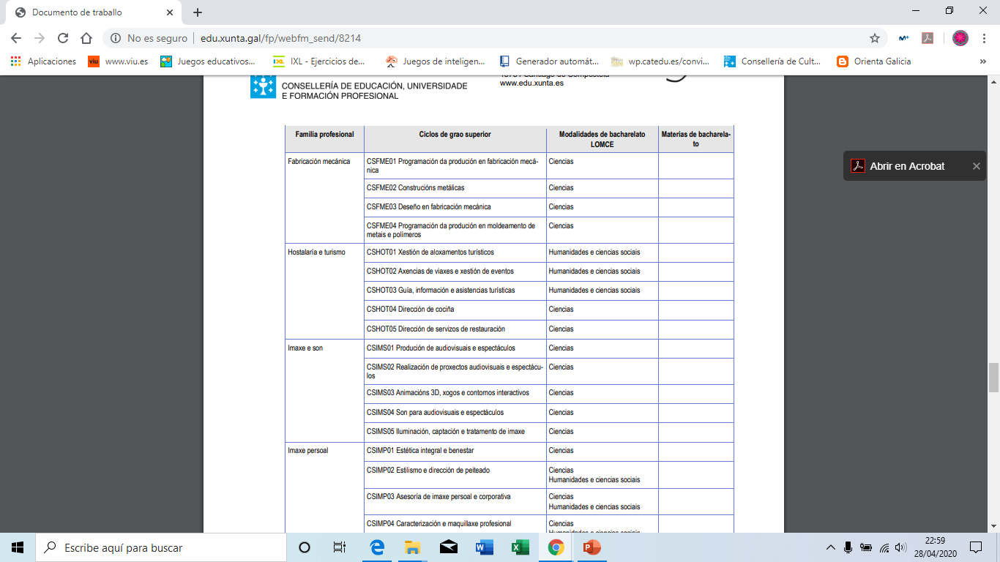 Documento de traballo
No es seguro
edu.xunta.gal/fp/webfm_send/8214
Aplicaciones
viu
www.viu.es
Juegos educativos...
IXL - Ejercicios de...
Juegos de inteligen...
Generador automát...
wp.catedu.es/convi...
Consellería de Cult...
Orienta Galicia
»
CONSELLERÍA DE EDUCACIÓN, UNIVERSIDADE
E FORMACIÓN PROFESIONAL
www.edu.xunta.es
Abrir en Acrobat
Familia profesional
Ciclos de grao superior
Modalidades de bacharelato
LOMCE
Materias de bacharela-
to
Fabricación mecánica
CSFME01 Programación da produción en fabricación mecá-
nica
Ciencias
CSFME02 Construcións metálicas
Ciencias
CSFME03 Deseño en fabricación mecánica
Ciencias
CSFME04 Programación da produción en moldeamento de
metais e polímeros
Ciencias
Hostalaría e turismo
CSHOT01 Xestión de aloxamentos turísticos
Humanidades e ciencias sociais
CSHOT02 Axencias de viaxes e xestión de eventos
Humanidades e ciencias sociais
CSHOT03 Guía, información e asistencias turísticas
Humanidades e ciencias sociais
CSHOT04 Dirección de cociña
Ciencias
CSHOT05 Dirección de servizos de restauración
Ciencias
Imaxe e son
CSIMS01 Produción de audiovisuais e espectáculos
Ciencias
CSIMS02 Realización de proxectos audiovisuais e espectácu-
los
Ciencias
CSIMS03 Animacións 3D, xogos e contornos interactivos
Ciencias
CSIMS04 Son para audiovisuais e espectáculos
Ciencias
CSIMS05 Iluminación, captación e tratamento de imaxe
Ciencias
Imaxe persoal
CSIMP01 Estética integral e benestar
Ciencias
CSIMP02 Estilismo e dirección de peiteado
Ciencias
Humanidades e ciencias sociais
CSIMP03 Asesoría de imaxe persoal e corporativa
Ciencias
Humanidades e ciencias sociais
CSIMP04 Caracterización e maquillaxe profesional
Ciencias
Escribe aquí para buscar
22:59
28/04/2020